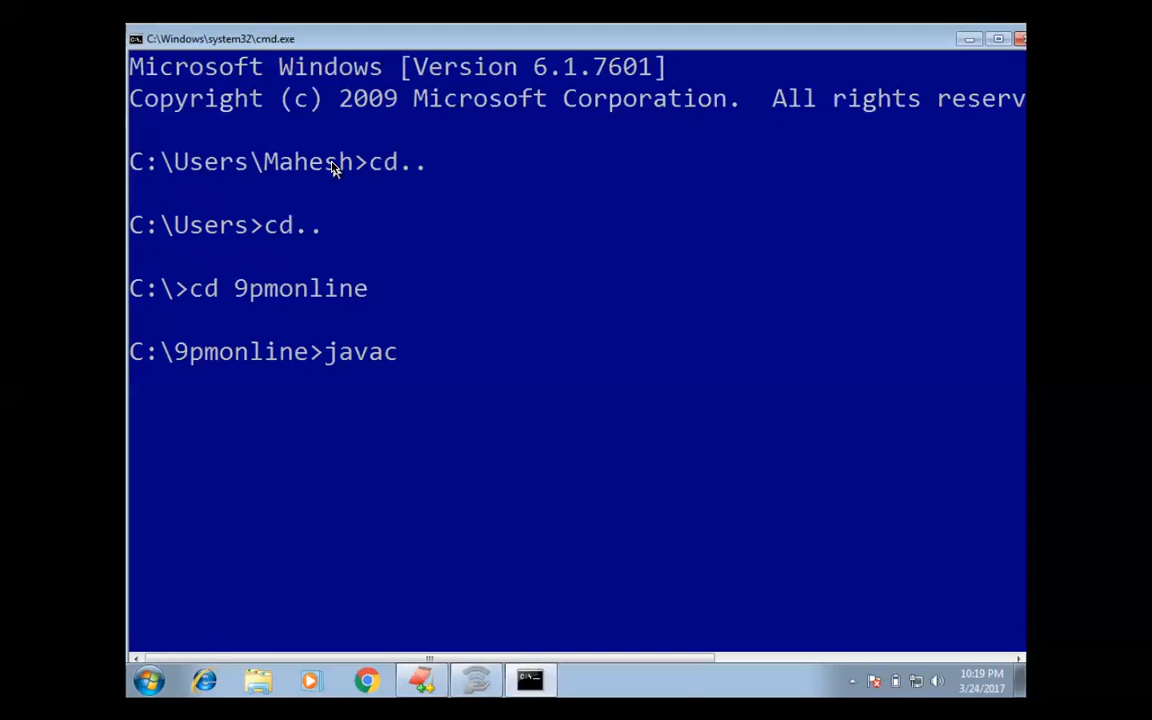 C:\Windows\system32\cmd.exe
Microsoft Windows [Version 6.1.7601]
Copyright (c) 2009 Microsoft Corporation.  All rights reserv
C:\Users\Mahesh>cd..
C:\Users>cd..
C:\>cd 9pmonline
C:\9pmonline>javac
10:19 PM
3/24/2017